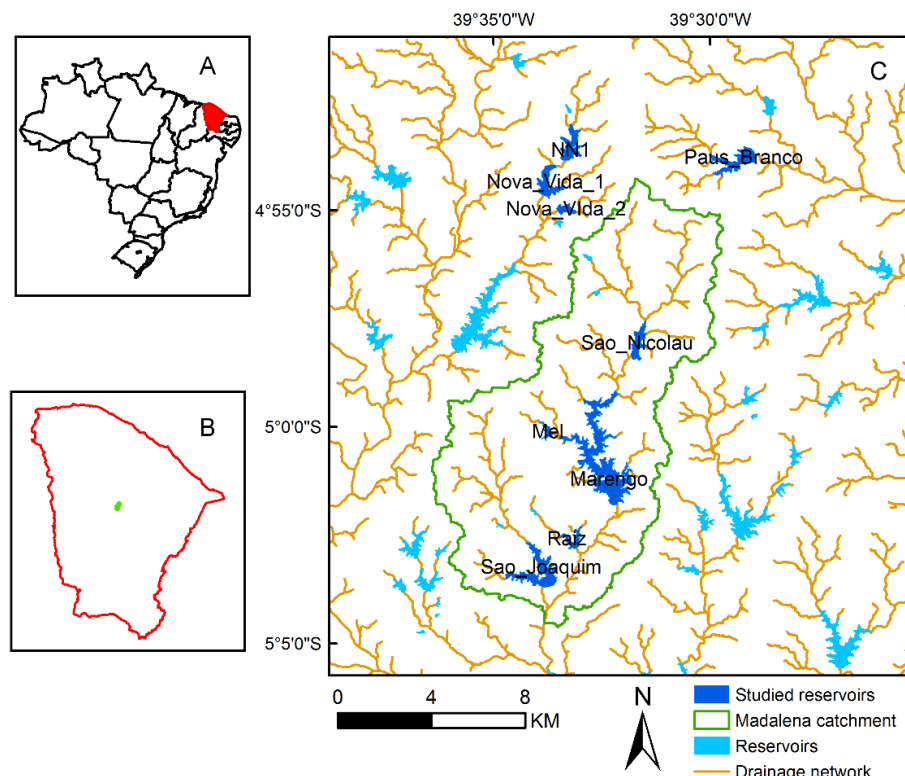 39°35'0"W
39°30'0"W
A
C
NN1
Paus_Branco
Nova_Vida_1
Nova_VIda_2
4°55'0"S
Sao_Nicolau
B
5°0'0"S
Mel
Marengo
Raiz
Sao_Joaquim
5°5'0"S
0 4 8
KM
N
Studied reservoirs
Madalena catchment
Reservoirs
Drainage network